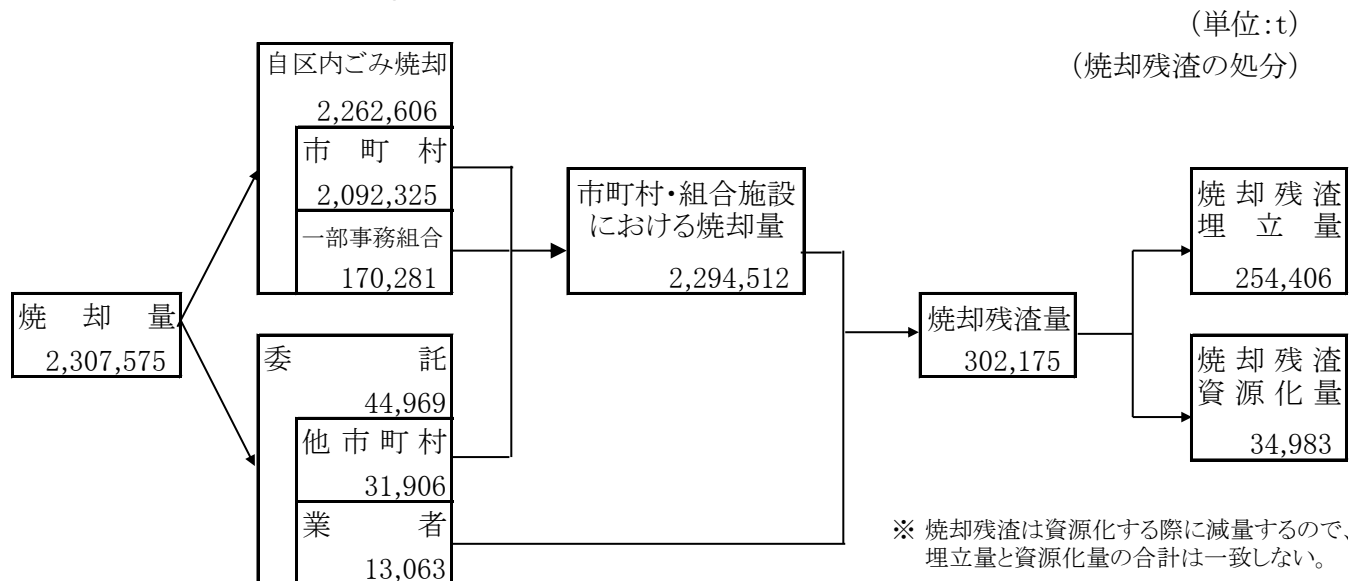 (単位:t)
(焼却残渣の処分)
自区内ごみ焼却
2,262,606
市町村
2,092,325
一部事務組合
170,281
市町村・組合施設
における焼却量
2,294,512
焼却残渣
埋立量
254,406
焼却量
2,307,575
焼却残渣量
302,175
焼却残渣
資源化量
34,983
委託
44,969
他市町村
31,906
業者
13,063
※ 焼却残渣は資源化する際に減量するので、
埋立量と資源化量の合計は一致しない。